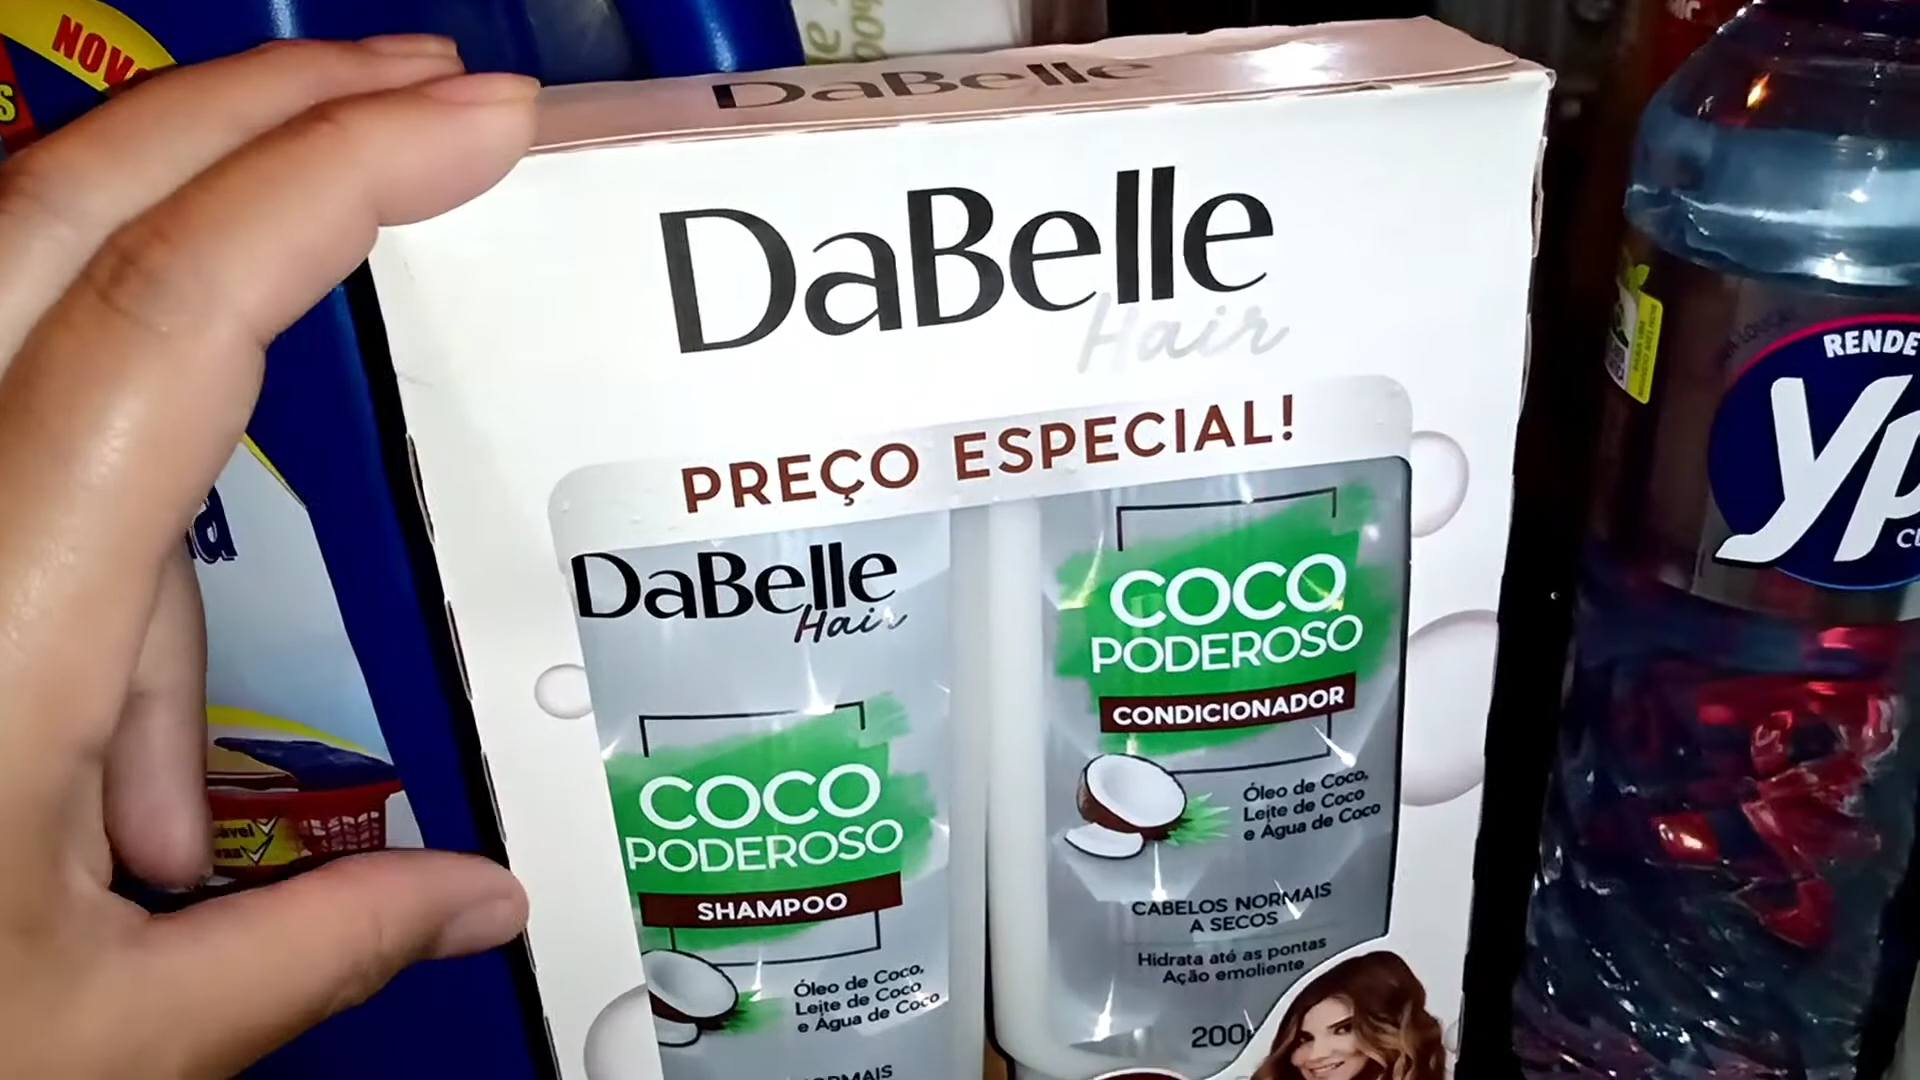 NOVO
DaBelle
DaBelle
Hair
PREÇO ESPECIAL!
DaBelle
Hair
COCO
PODEROSO
SHAMPOO
Óleo de Coco,
Leite de Coco
e Água de Coco
COCO
PODEROSO
CONDICIONADOR
Óleo de Coco,
Leite de Coco
e Água de Coco
CABELOS NORMAIS
A SECOS
Hidrata até as pontas
Ação emoliente
200
RENDE
Yp